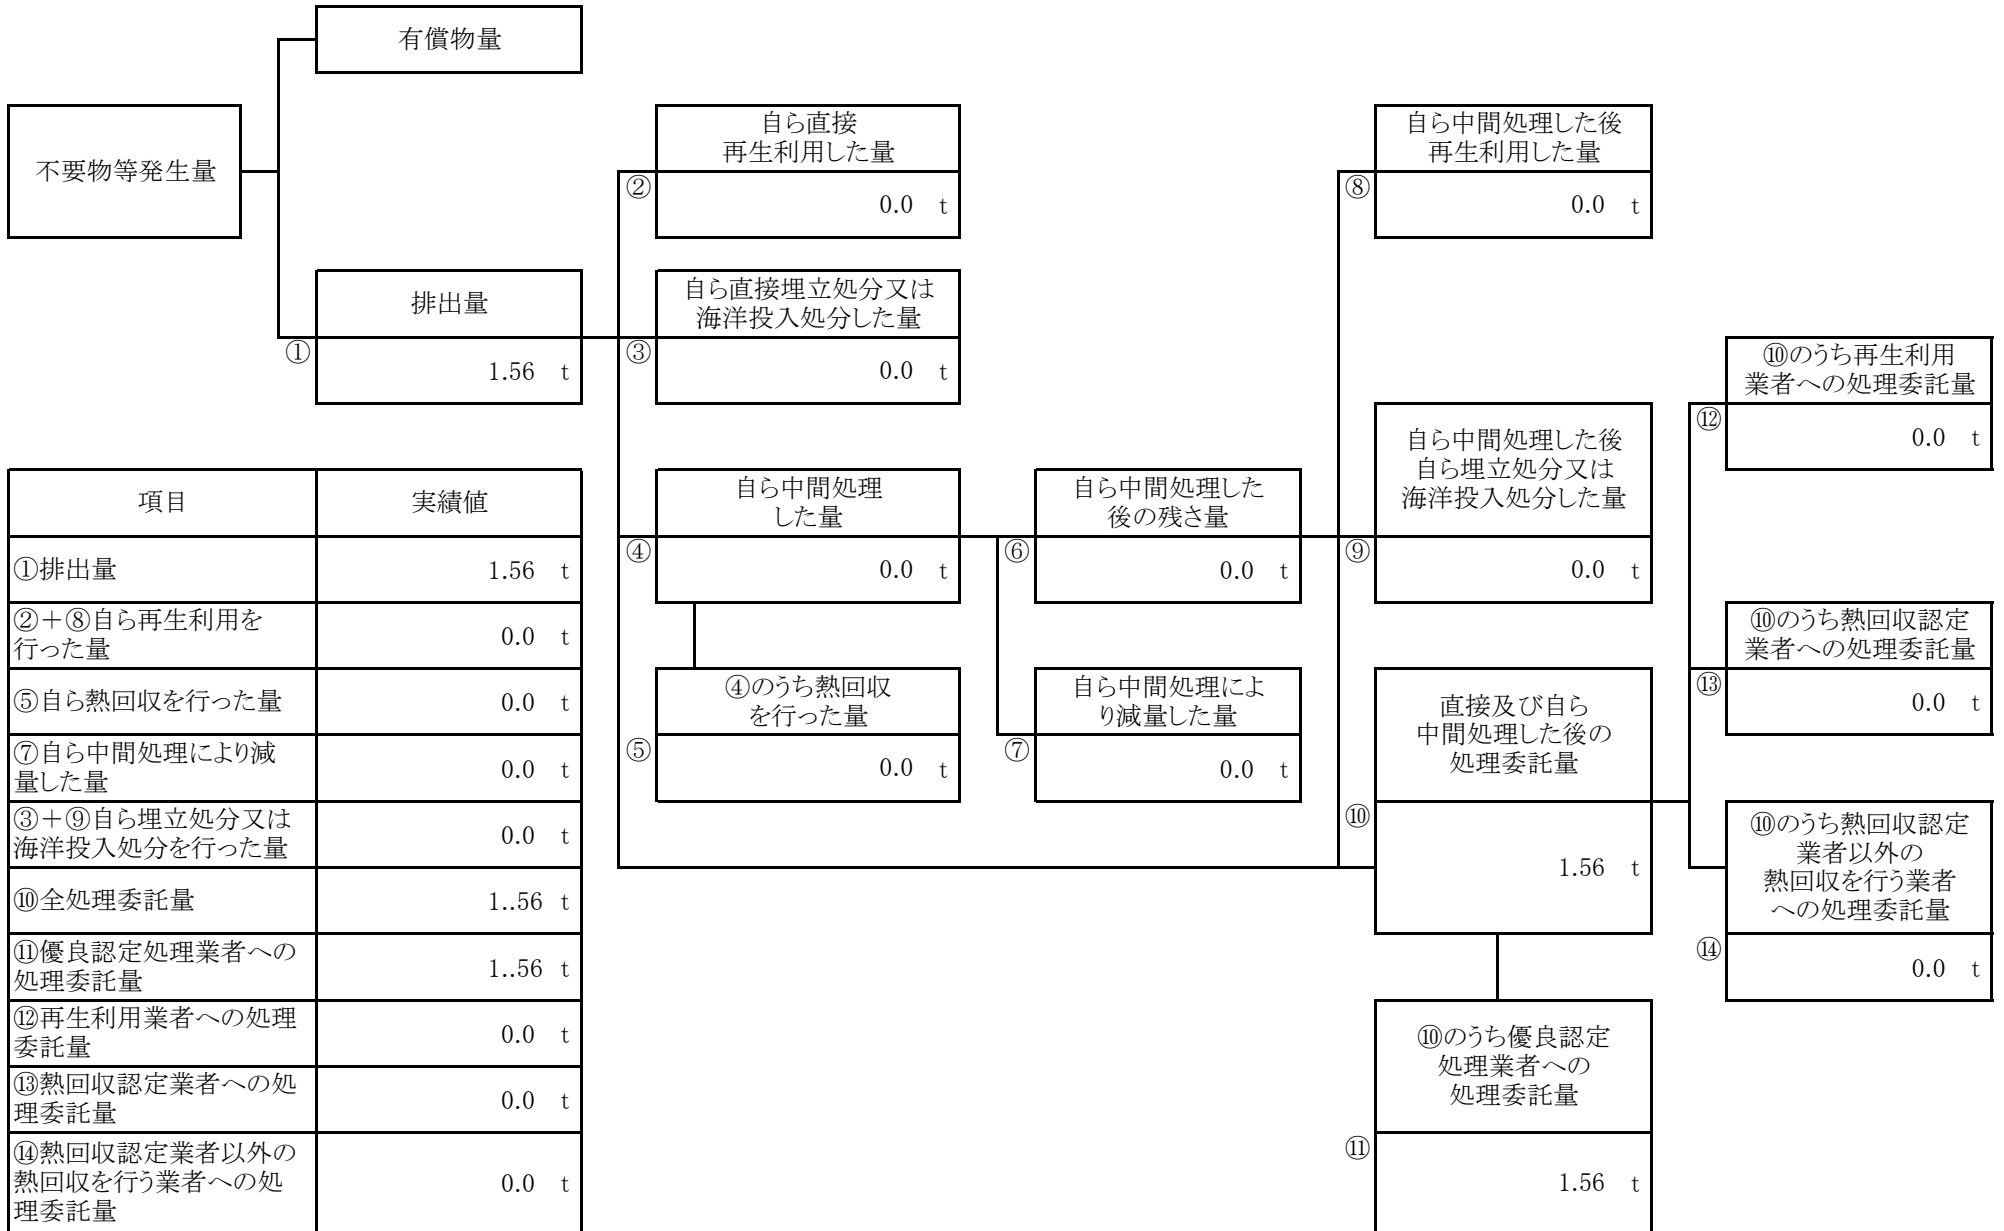 有償物量
不要物等発生量
排出量
①
1.56 t
自ら直接
再生利用した量
②
0.0 t
自ら直接埋立処分又は
海洋投入処分した量
③
0.0 t
自ら中間処理
した量
④
0.0 t
④のうち熱回収
を行った量
⑤
0.0 t
自ら中間処理した
後の残さ量
⑥
0.0 t
自ら中間処理によ
り減量した量
⑦
0.0 t
自ら中間処理した後
再生利用した量
⑧
0.0 t
自ら中間処理した後
自ら埋立処分又は
海洋投入処分した量
⑨
0.0 t
直接及び自ら
中間処理した後の
処理委託量
⑩
1.56 t
⑩のうち優良認定
処理業者への
処理委託量
⑪
1.56 t
⑩のうち再生利用
業者への処理委託量
⑫
0.0 t
⑩のうち熱回収認定
業者への処理委託量
⑬
0.0 t
⑩のうち熱回収認定
業者以外の
熱回収を行う業者
への処理委託量
⑭
0.0 t
項目 実績値
①排出量 1.56 t
②＋⑧自ら再生利用を
行った量 0.0 t
⑤自ら熱回収を行った量 0.0 t
⑦自ら中間処理により減
量した量 0.0 t
③＋⑨自ら埋立処分又は
海洋投入処分を行った量 0.0 t
⑩全処理委託量 1..56 t
⑪優良認定処理業者への
処理委託量 1..56 t
⑫再生利用業者への処理
委託量 0.0 t
⑬熱回収認定業者への処
理委託量 0.0 t
⑭熱回収認定業者以外の
熱回収を行う業者への処
理委託量 0.0 t